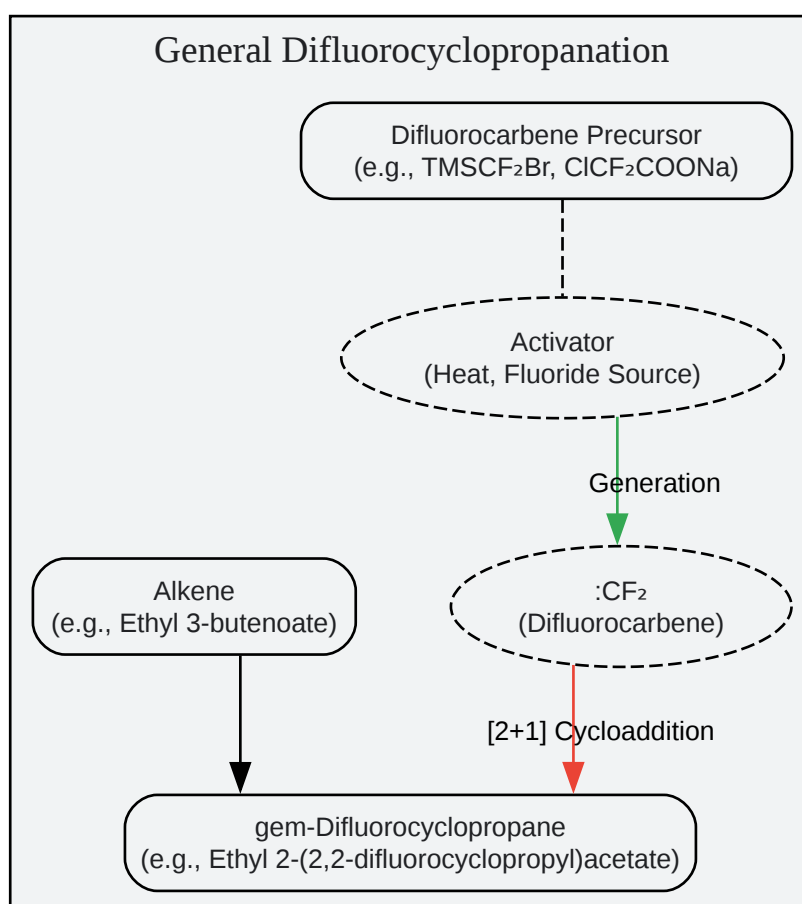 General Difluorocyclopropanation
Difluorocarbene Precursor
(e.g., TMSCF₂Br, ClCF₂COONa)
Activator
(Heat, Fluoride Source)
Generation
Alkene
(e.g., Ethyl 3-butenoate)
:CF₂
(Difluorocarbene)
[2+1] Cycloaddition
gem-Difluorocyclopropane
(e.g., Ethyl 2-(2,2-difluorocyclopropyl)acetate)